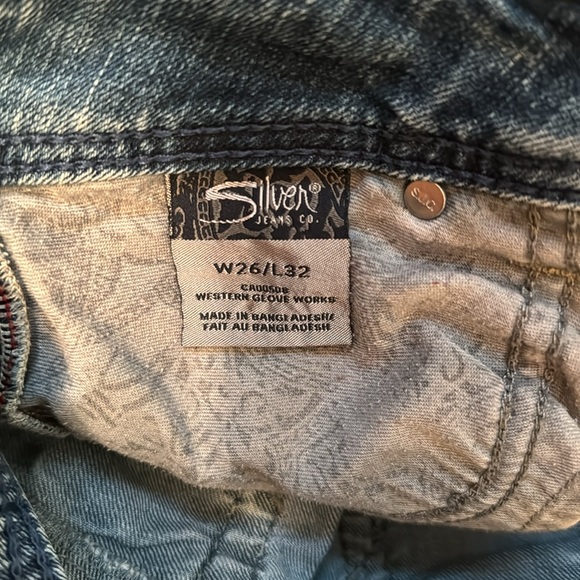 Silver®
JEANS CO.
S.J.C.
W26/L32
CA00508
WESTERN GLOVE WORKS
MADE IN BANGLADESH/
FAIT AU BANGLADESH